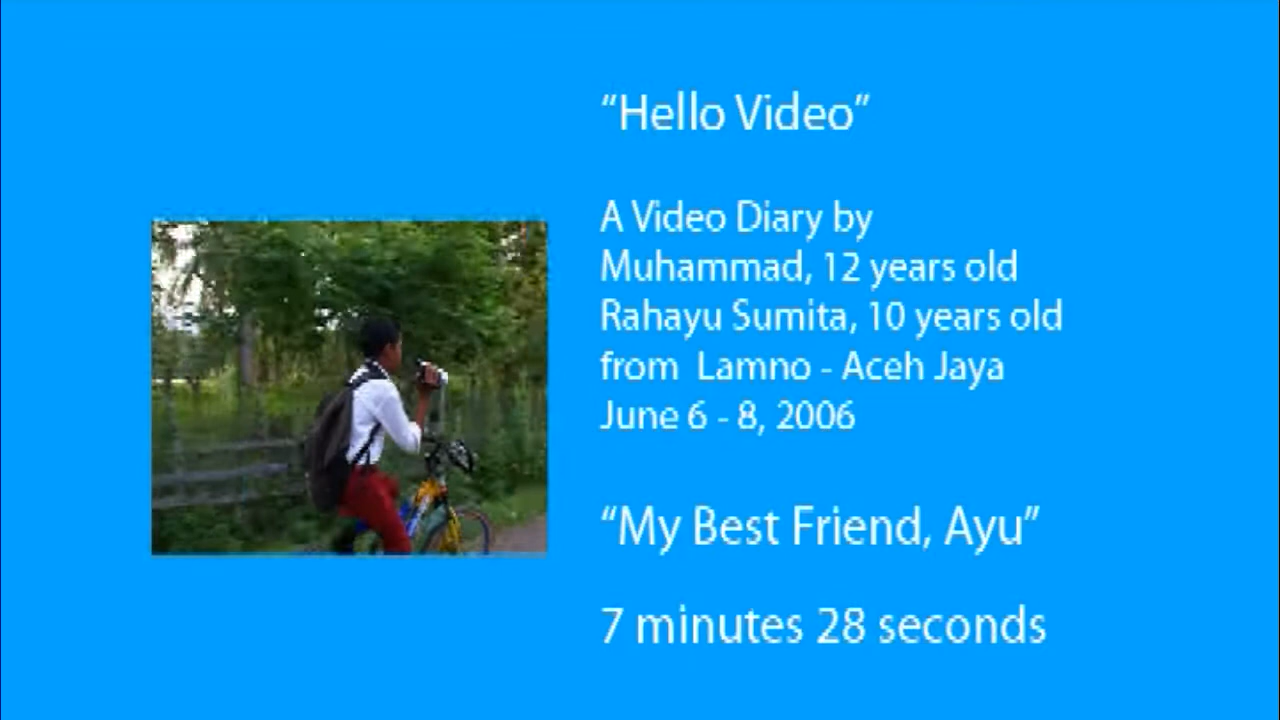 “Hello Video”
A Video Diary by
Muhammad, 12 years old
Rahayu Sumita, 10 years old
from  Lamno - Aceh Jaya
June 6 - 8, 2006
“My Best Friend, Ayu”
7 minutes 28 seconds